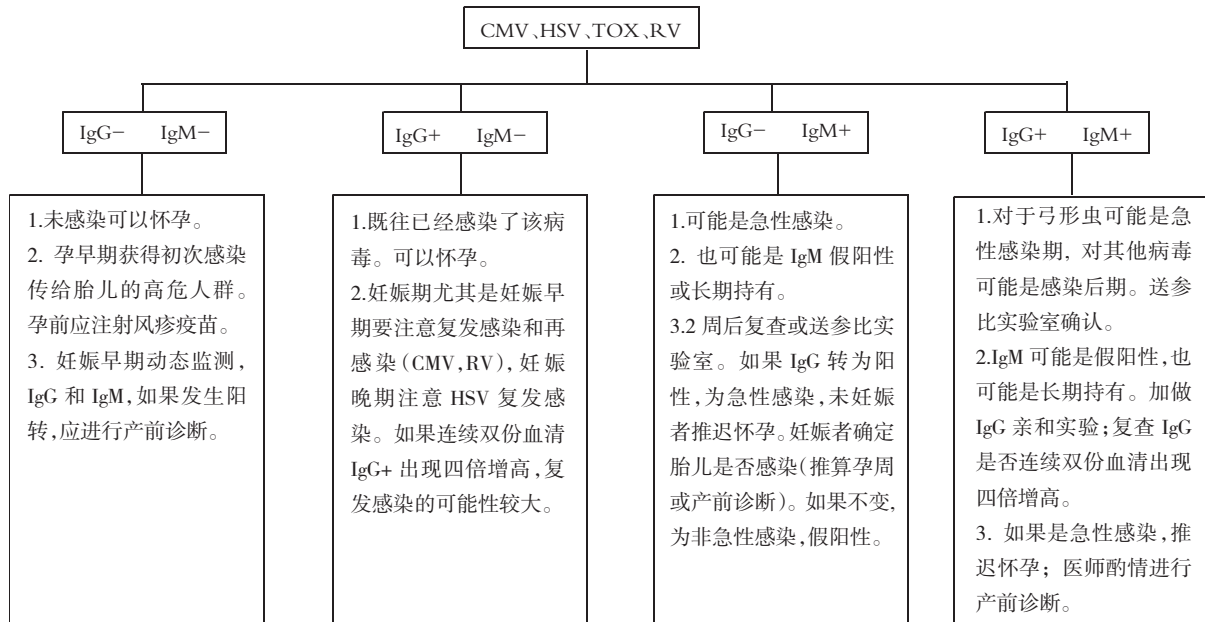 CMV、HSV、TOX、RV
IgG− IgM−
IgG+ IgM−
IgG− IgM+
IgG+ IgM+
1.未感染可以怀孕。
2. 孕早期获得初次感染
传给胎儿的高危人群。
孕前应注射风疹疫苗。
3. 妊娠早期动态监测,
IgG 和 IgM,如果发生阳
转,应进行产前诊断。
1.既往已经感染了该病
毒。可以怀孕。
2.妊娠期尤其是妊娠早
期要注意复发感染和再
感染(CMV,RV),妊娠
晚期注意 HSV 复发感
染。如果连续双份血清
IgG+ 出现四倍增高,复
发感染的可能性较大。
1.可能是急性感染。
2. 也可能是 IgM 假阳性
或长期持有。
3.2 周后复查或送参比实
验室。如果 IgG 转为阳
性,为急性感染,未妊娠
者推迟怀孕。妊娠者确定
胎儿是否感染(推算孕周
或产前诊断)。如果不变,
为非急性感染,假阳性。
1.对于弓形虫可能是急
性感染期, 对其他病毒
可能是感染后期。送参
比实验室确认。
2.IgM 可能是假阳性,也
可能是长期持有。加做
IgG 亲和实验;复查 IgG
是否连续双份血清出现
四倍增高。
3. 如果是急性感染,推
迟怀孕；医师酌情进行
产前诊断。